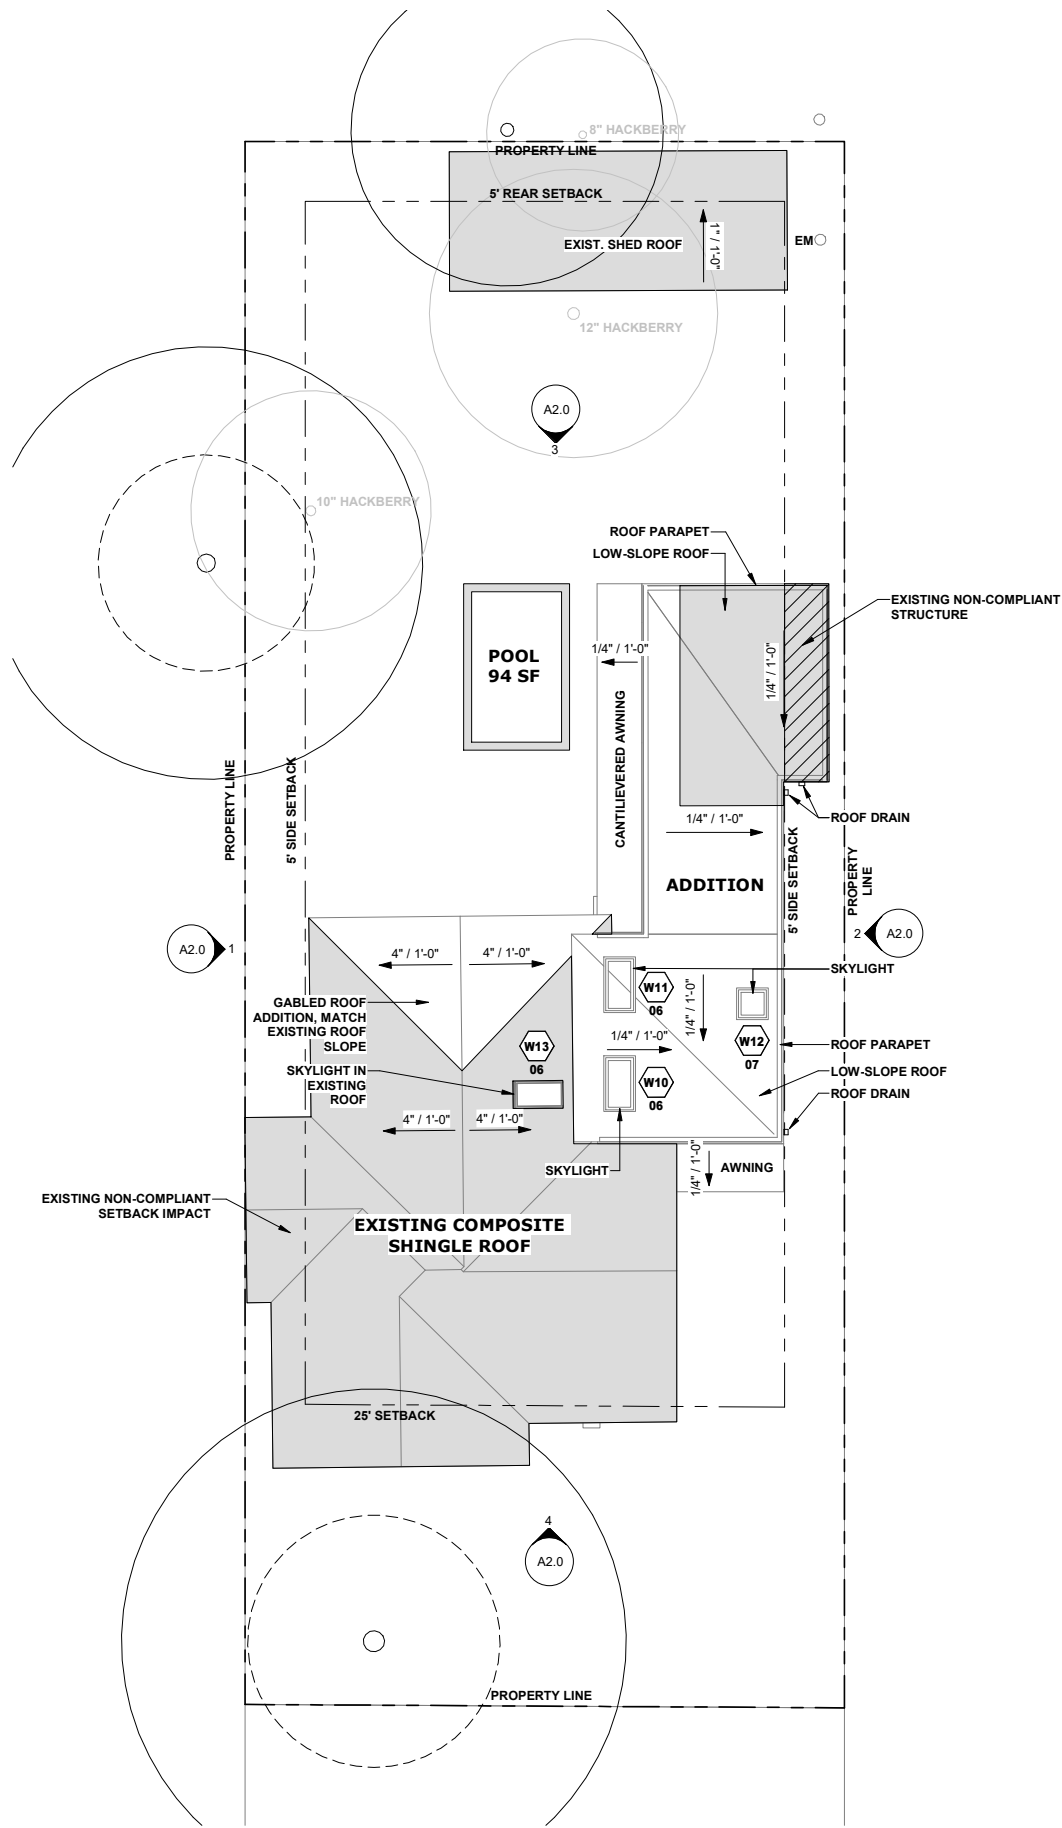 8" HACKBERRY
PROPERTY LINE
5' REAR SETBACK
EXIST. SHED ROOF
1" / 1'-0"
EM
12" HACKBERRY
A2.0
3
10" HACKBERRY
ROOF PARAPET
LOW-SLOPE ROOF
EXISTING NON-COMPLIANT
STRUCTURE
1/4" / 1'-0"
POOL
94 SF
1/4" / 1'-0"
CANTILIEVERED AWNING
PROPERTY LINE
5' SIDE SETBACK
1/4" / 1'-0"
ROOF DRAIN
5' SIDE SETBACK
PROPERTY
LINE
ADDITION
A2.0
1
2
A2.0
4" / 1'-0"
4" / 1'-0"
SKYLIGHT
W11
06
1/4" / 1'-0"
GABLED ROOF
ADDITION, MATCH
EXISTING ROOF
SLOPE
W13
06
1/4" / 1'-0"
W12
07
ROOF PARAPET
SKYLIGHT IN
EXISTING
ROOF
W10
06
LOW-SLOPE ROOF
ROOF DRAIN
4" / 1'-0"
4" / 1'-0"
SKYLIGHT
1/4" / 1'-0"
AWNING
EXISTING NON-COMPLIANT
SETBACK IMPACT
EXISTING COMPOSITE
SHINGLE ROOF
25' SETBACK
4
A2.0
PROPERTY LINE